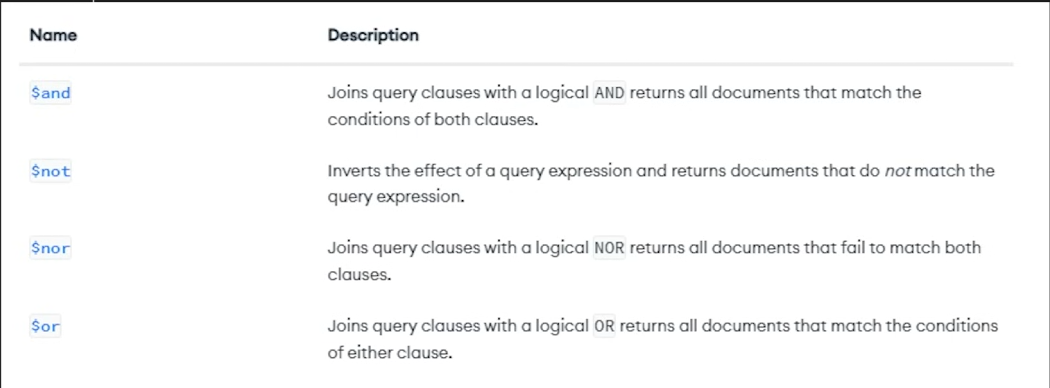 Name Description
$and Joins query clauses with a logical AND returns all documents that match the
conditions of both clauses.
$not Inverts the effect of a query expression and returns documents that do not match the
query expression.
$nor Joins query clauses with a logical NOR returns all documents that fail to match both
clauses.
$or Joins query clauses with a logical OR returns all documents that match the conditions
of either clause.